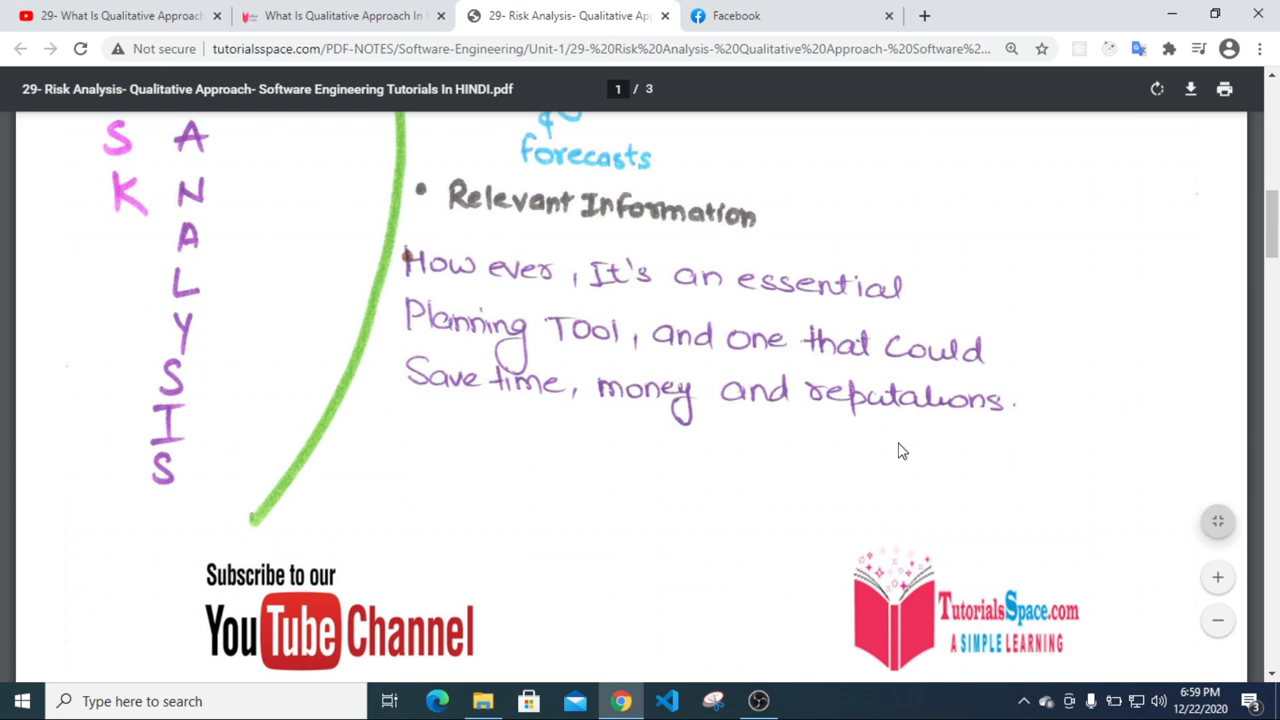 29- What Is Qualitative Approach
What Is Qualitative Approach In
29- Risk Analysis- Qualitative Ap
Facebook
Not secure
tutorialsspace.com/PDF-NOTES/Software-Engineering/Unit-1/29-%20Risk%20Analysis-%20Qualitative%20Approach-%20Software%2...
29- Risk Analysis- Qualitative Approach- Software Engineering Tutorials In HINDI.pdf
1 / 3
S A
K N
A
L
Y
S
I
S
forecasts
• Relevant Information
However, It's an essential
Planning Tool, and one that could
Save time, money and reputations.
Subscribe to our
YouTube Channel
TutorialsSpace.com
A SIMPLE LEARNING
Type here to search
6:59 PM
12/22/2020
3